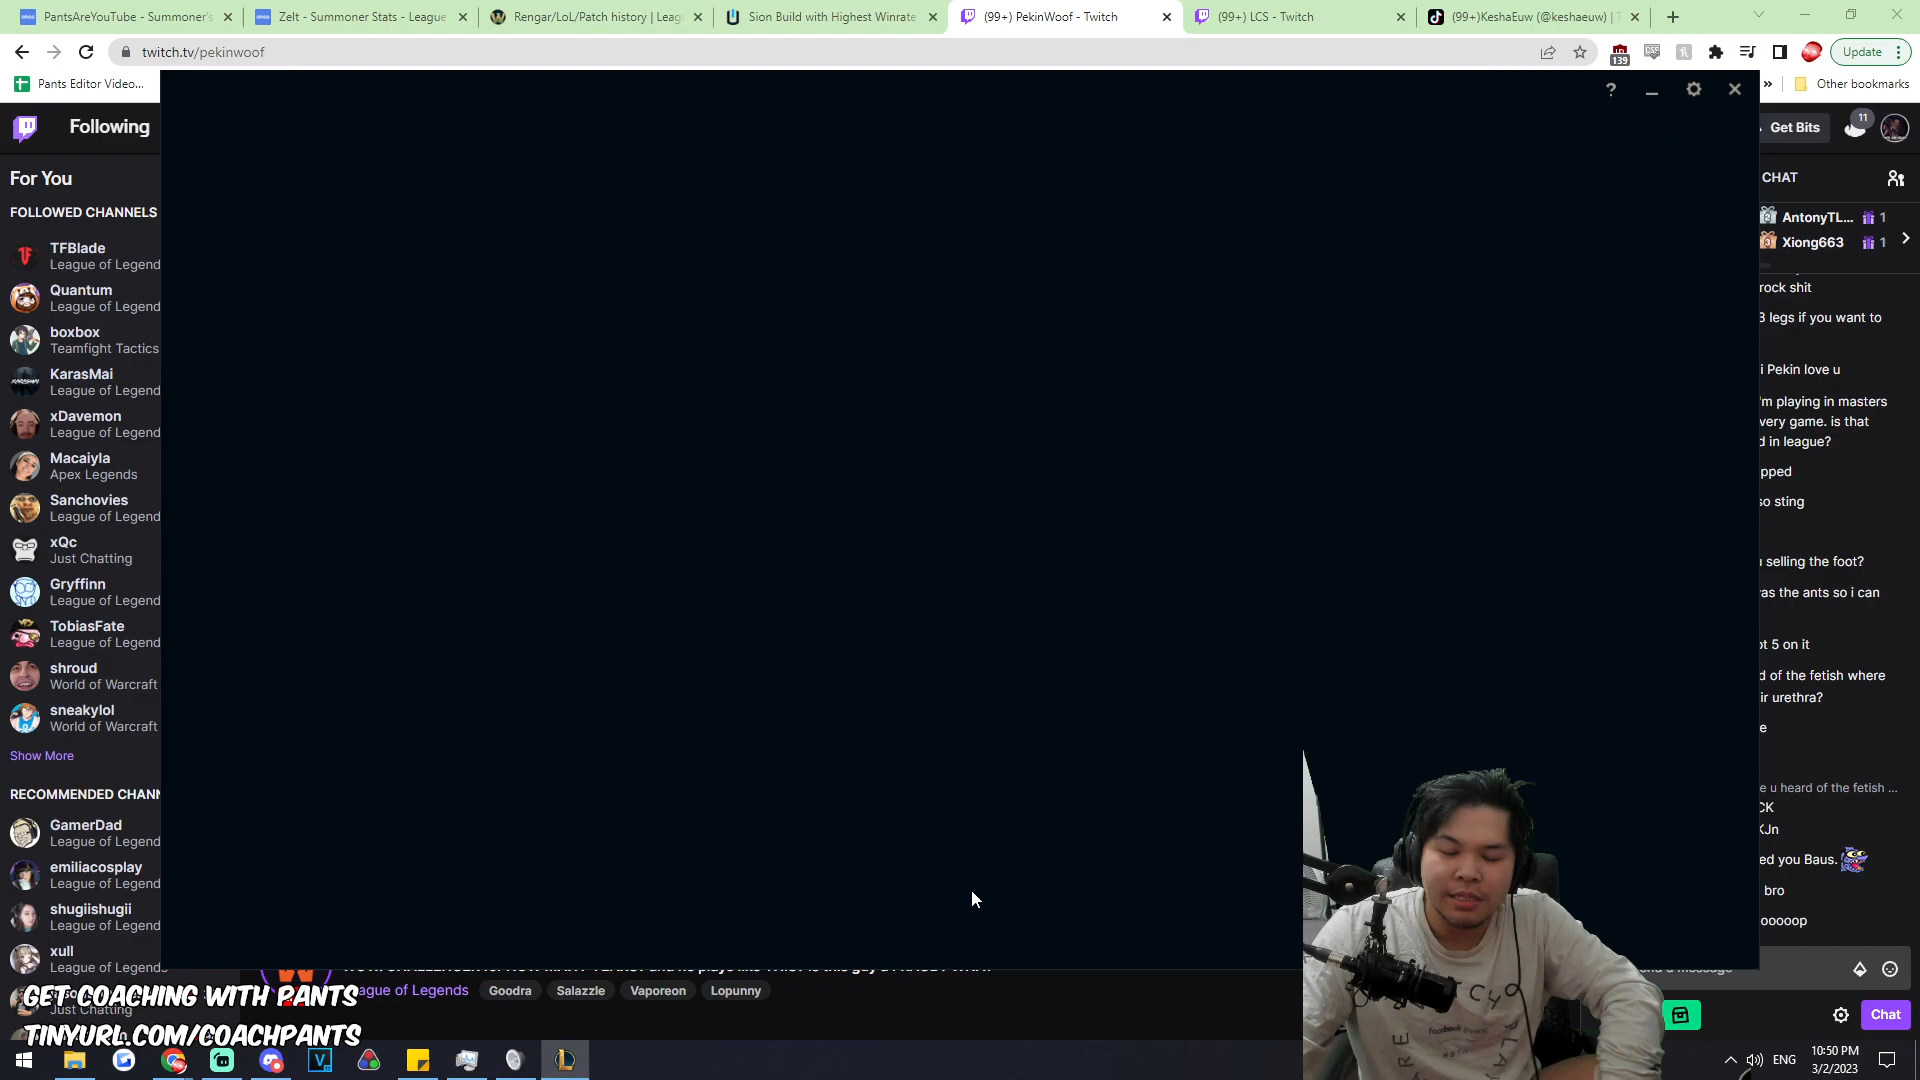 PantsAreYouTube - Summoner's
Zelt - Summoner Stats - League
Rengar/LoL/Patch history | Leag
Sion Build with Highest Winrate
(99+) PekinWoof - Twitch
(99+) LCS - Twitch
(99+)KeshaEuw (@keshaeuw) | T
twitch.tv/pekinwoof
139
Update
Pants Editor Video...
»
Other bookmarks
?
Following
Get Bits
11
For You
CHAT
FOLLOWED CHANNELS
AntonyTL... 1
Xiong663 1
TFBlade
League of Legend
rock shit
Quantum
League of Legend
3 legs if you want to
boxbox
Teamfight Tactics
i Pekin love u
KarasMai
League of Legend
'm playing in masters
very game. is that
d in league?
xDavemon
League of Legend
Macaiyla
Apex Legends
pped
Sanchovies
League of Legend
so sting
xQc
Just Chatting
selling the foot?
Gryffinn
League of Legend
as the ants so i can
TobiasFate
League of Legend
ot 5 on it
shroud
World of Warcraft
d of the fetish where
ir urethra?
sneakylol
World of Warcraft
e
Show More
RECOMMENDED CHANN
e u heard of the fetish ...
CK
GamerDad
League of Legend
KJn
emiliacosplay
League of Legend
ed you Baus.
bro
shugiishugii
League of Legend
ooooop
xull
League of Legends
ague of Legends
Goodra
Salazzle
Vaporeon
Lopunny
GET COACHING WITH PANTS
Just Chatting
TINYURL.COM/COACHPANTS
Chat
facebook
ENG
10:50 PM
3/2/2023